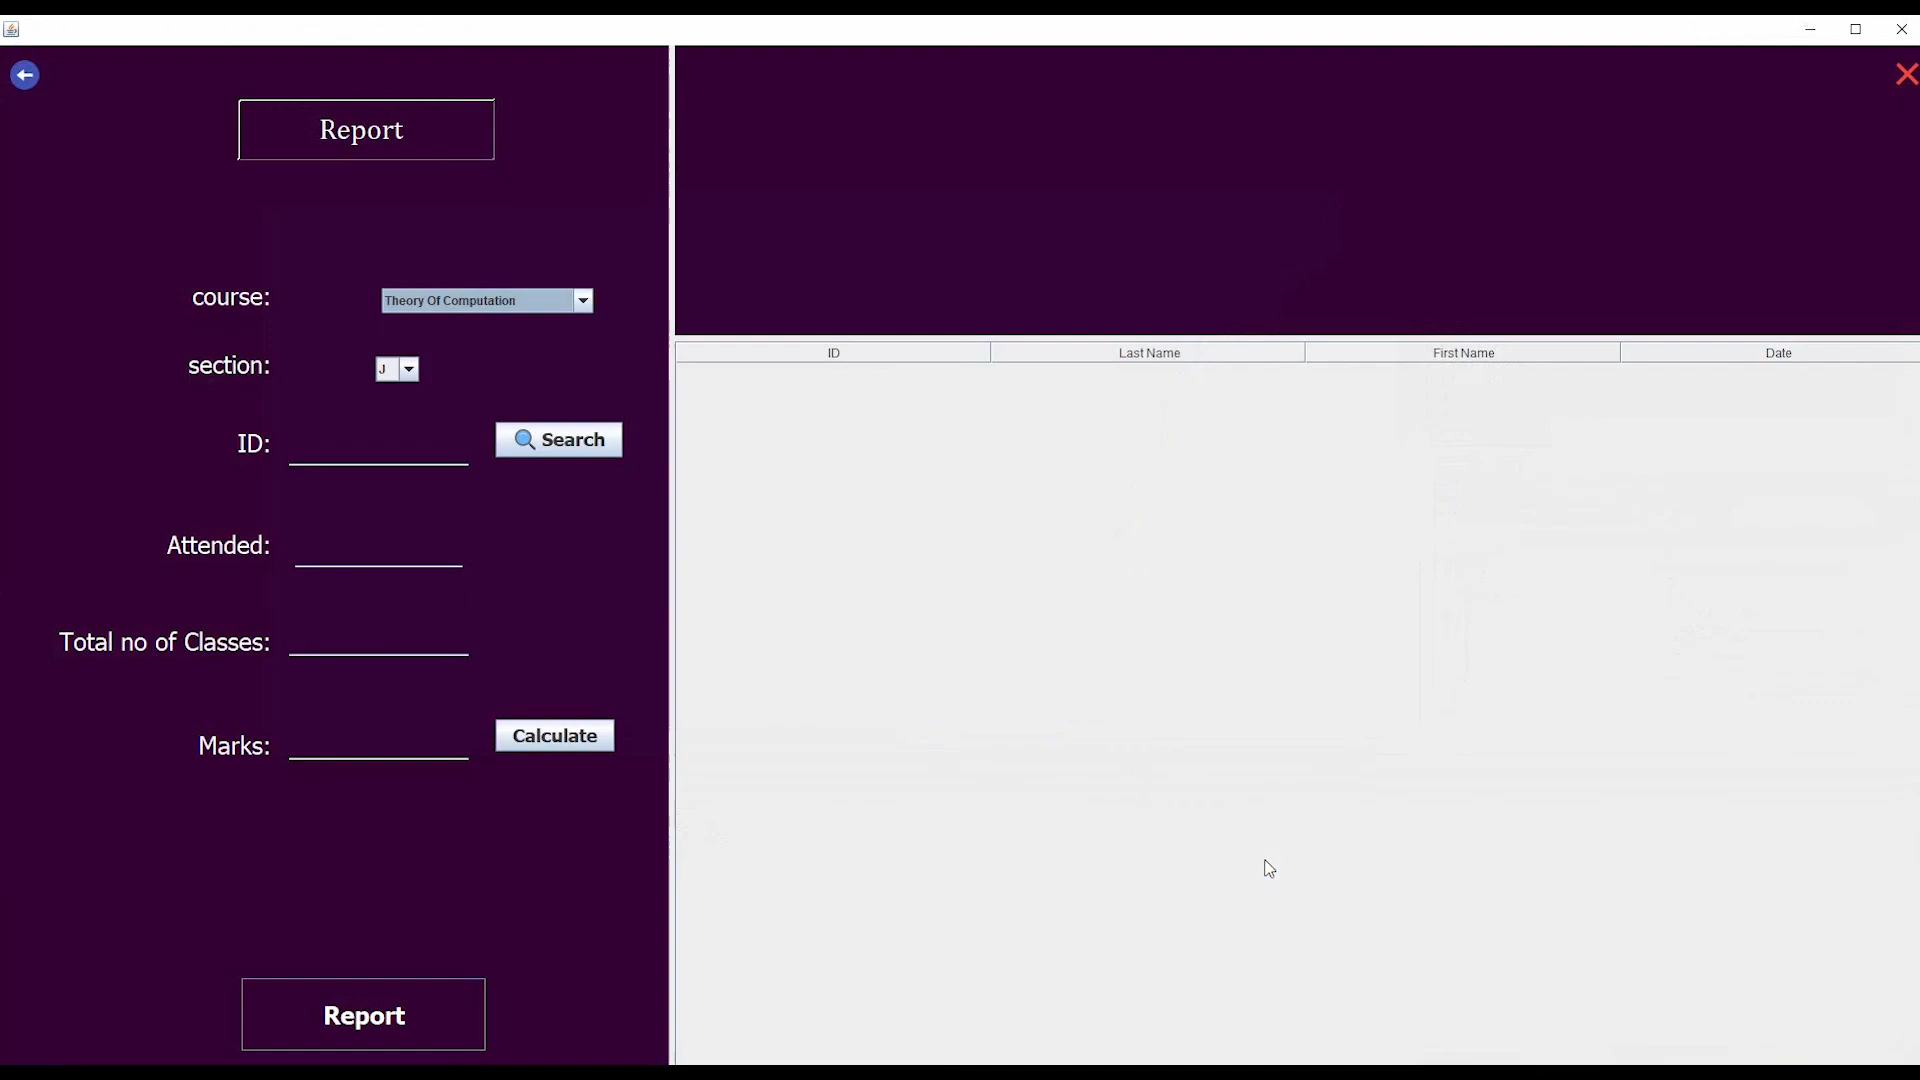 Report
course: Theory Of Computation
section: J
ID: Search
Attended:
Total no of Classes:
Marks: Calculate
Report
ID Last Name First Name Date